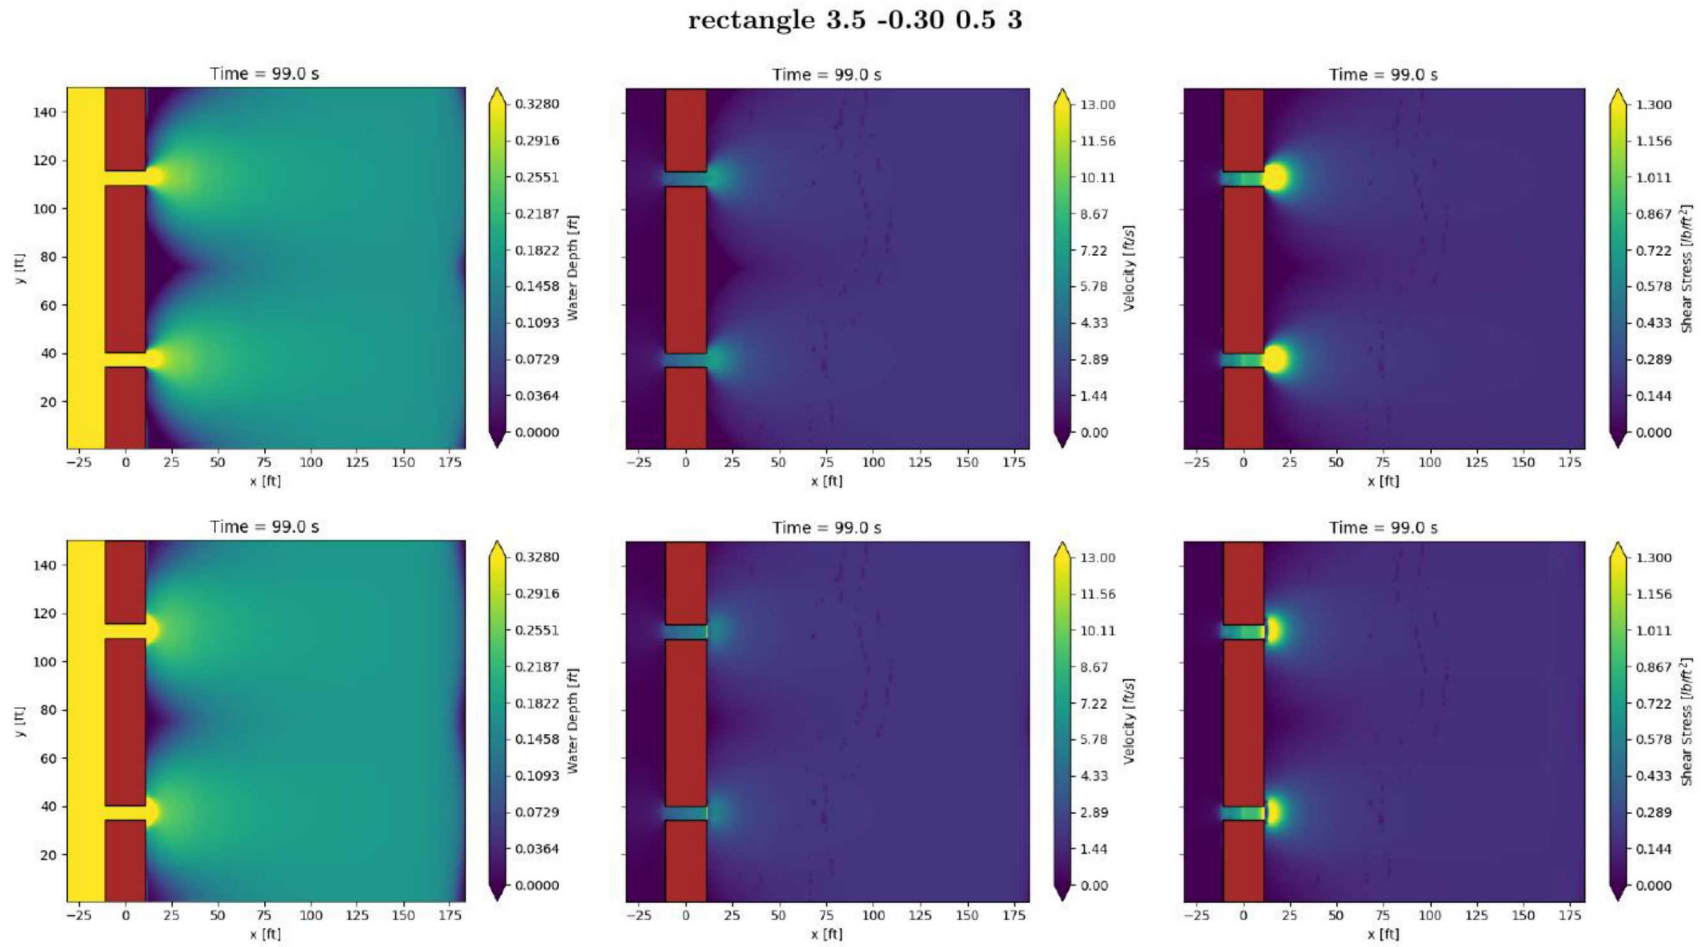 rectangle 3.5 -0.30 0.5 3
Time = 99.0 s
140
120
100
80
60
40
20
y [ft]
−25 0 25 50 75 100 125 150 175
x [ft]
0.3280
0.2916
0.2551
0.2187
0.1822
0.1458
0.1093
0.0729
0.0364
0.0000
Water Depth [ft]
Time = 99.0 s
−25 0 25 50 75 100 125 150 175
x [ft]
13.00
11.56
10.11
8.67
7.22
5.78
4.33
2.89
1.44
0.00
Velocity [ft/s]
Time = 99.0 s
−25 0 25 50 75 100 125 150 175
x [ft]
1.300
1.156
1.011
0.867
0.722
0.578
0.433
0.289
0.144
0.000
Shear Stress [lb/ft²]
Time = 99.0 s
140
120
100
80
60
40
20
y [ft]
−25 0 25 50 75 100 125 150 175
x [ft]
0.3280
0.2916
0.2551
0.2187
0.1822
0.1458
0.1093
0.0729
0.0364
0.0000
Water Depth [ft]
Time = 99.0 s
−25 0 25 50 75 100 125 150 175
x [ft]
13.00
11.56
10.11
8.67
7.22
5.78
4.33
2.89
1.44
0.00
Velocity [ft/s]
Time = 99.0 s
−25 0 25 50 75 100 125 150 175
x [ft]
1.300
1.156
1.011
0.867
0.722
0.578
0.433
0.289
0.144
0.000
Shear Stress [lb/ft²]